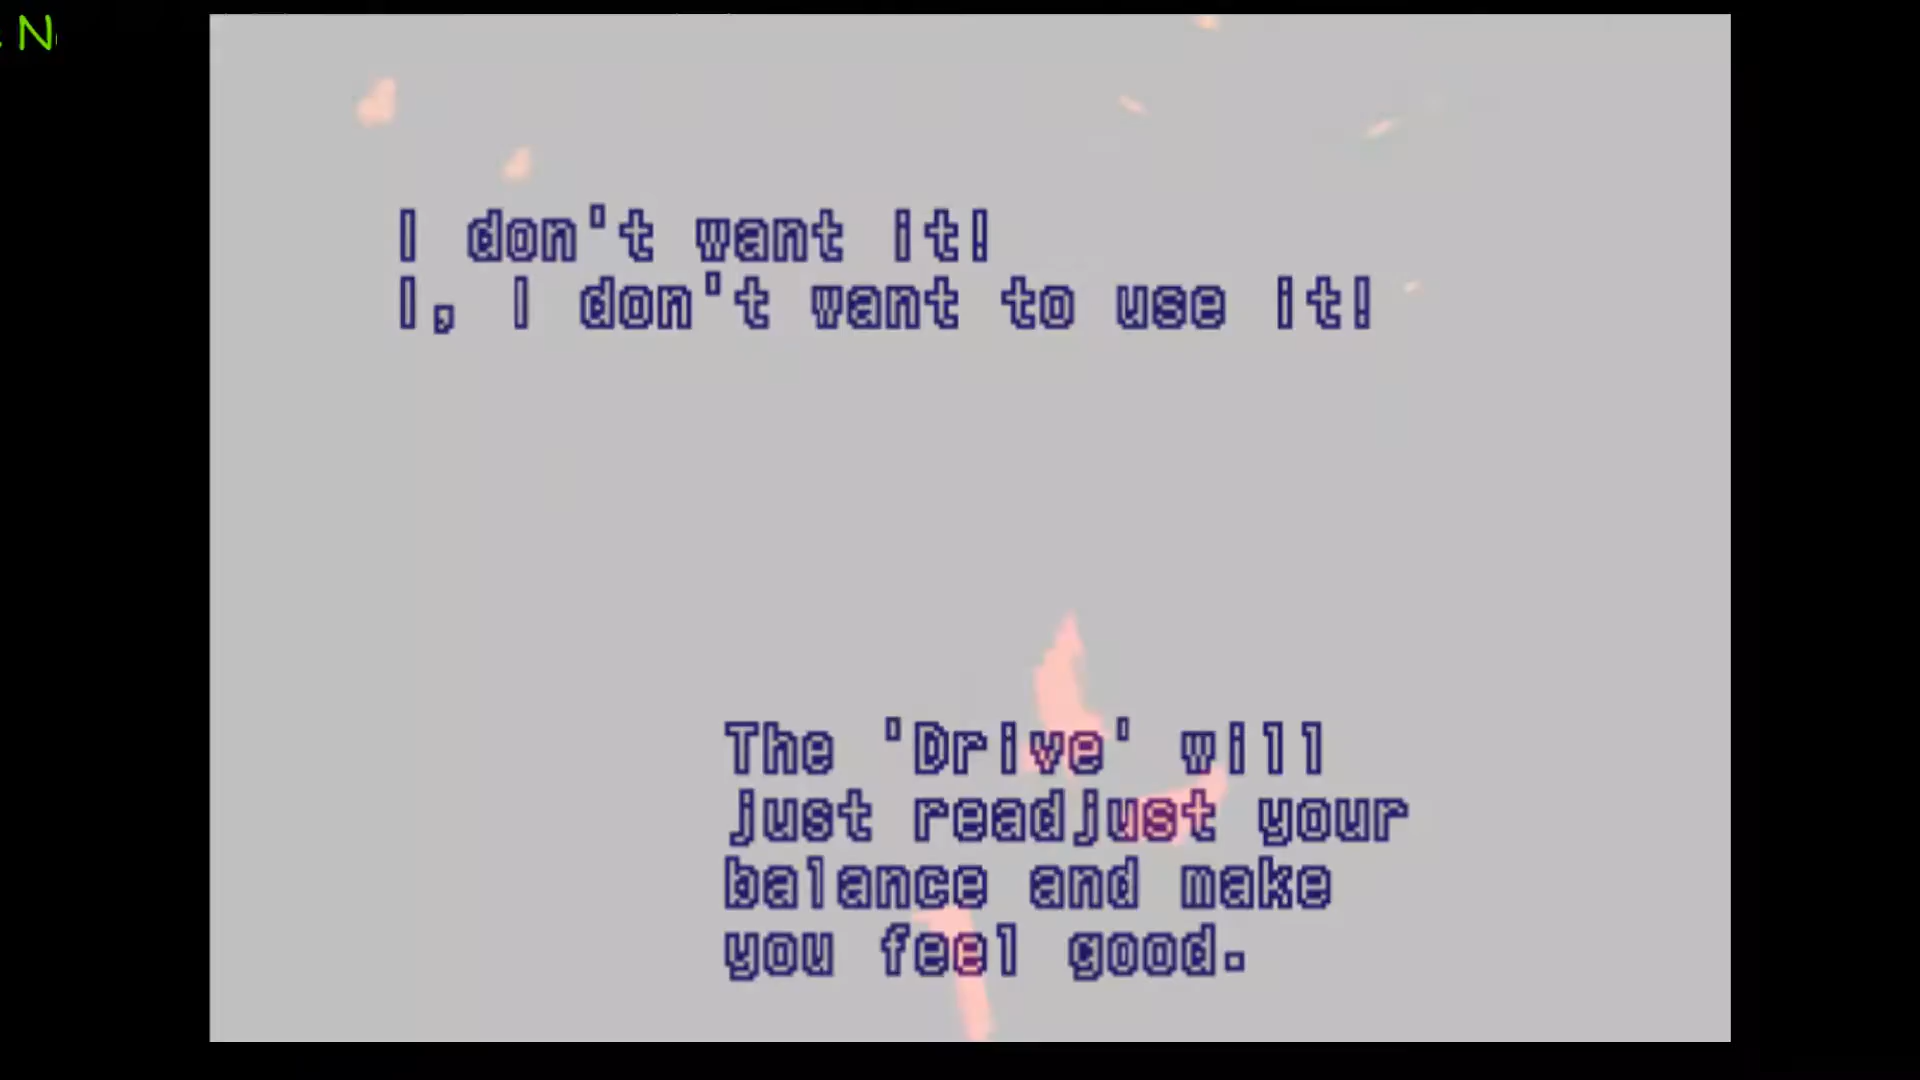 N
I don't want it!
I, I don't want to use it!
The 'Drive' will
just readjust your
balance and make
you feel good.